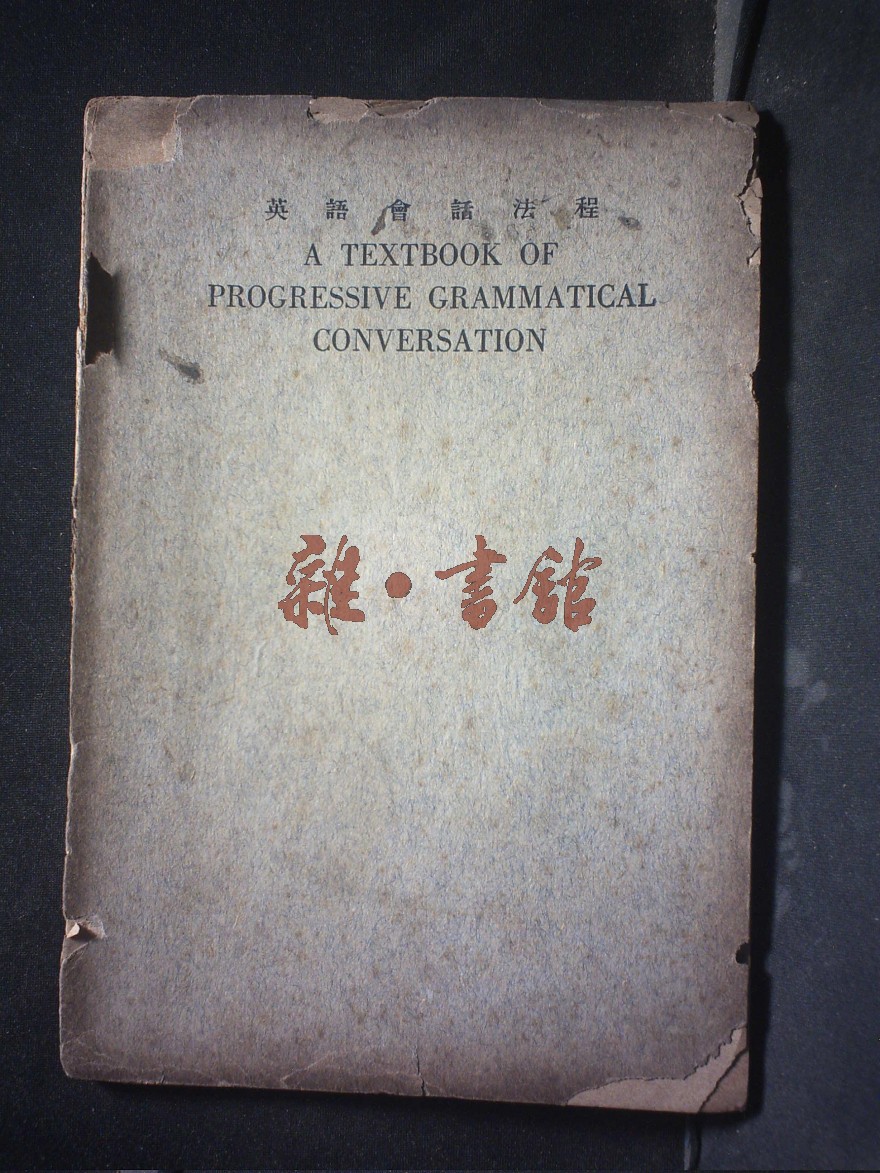 英語會話法程
A TEXTBOOK OF
PROGRESSIVE GRAMMATICAL
CONVERSATION
雜·書館